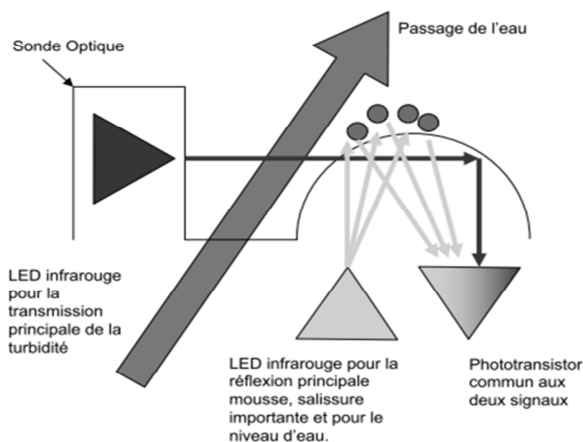 Passage de l'eau
Sonde Optique
LED infrarouge
pour la
transmission
principale de la
turbidité
LED infrarouge pour la
réflexion principale
mousse, salissure
importante et pour le
niveau d'eau.
Phototransistor
commun aux
deux signaux